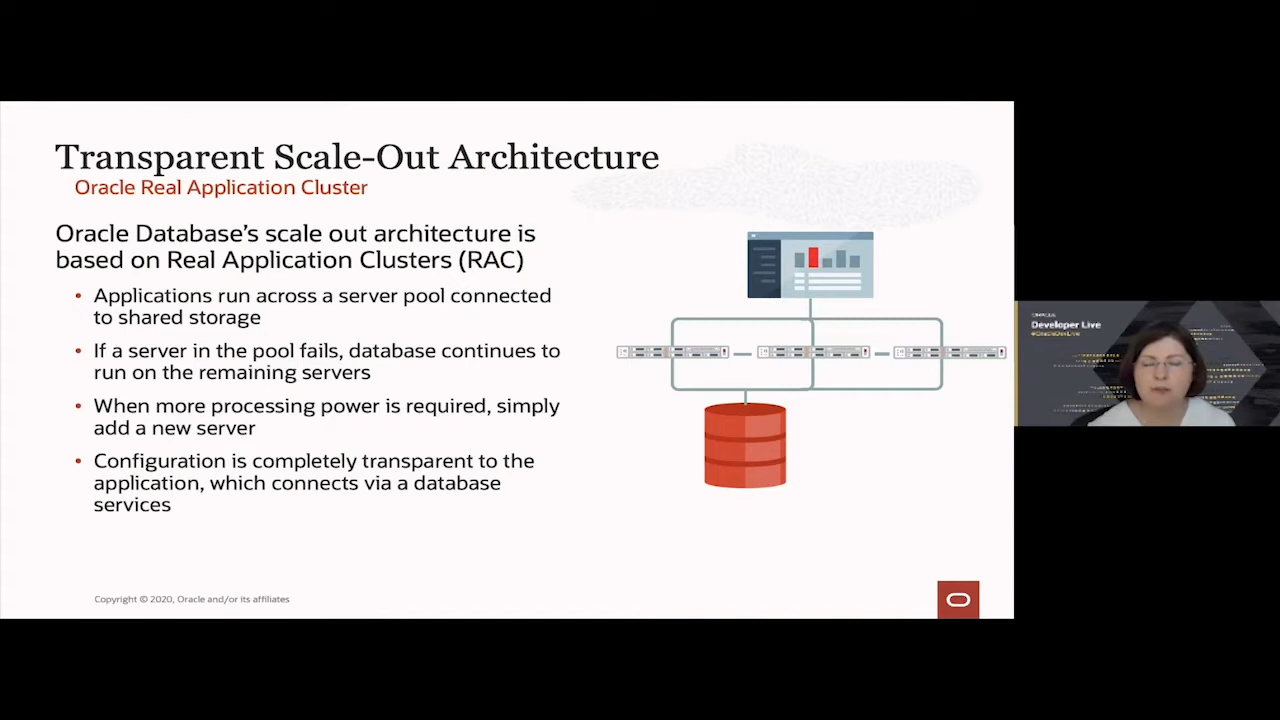 Transparent Scale-Out Architecture
Oracle Real Application Cluster
Oracle Database’s scale out architecture is
based on Real Application Clusters (RAC)
• Applications run across a server pool connected
to shared storage
• If a server in the pool fails, database continues to
run on the remaining servers
• When more processing power is required, simply
add a new server
• Configuration is completely transparent to the
application, which connects via a database
services
Copyright © 2020, Oracle and/or its affiliates
ORACLE
Developer Live
#OracleDevLive